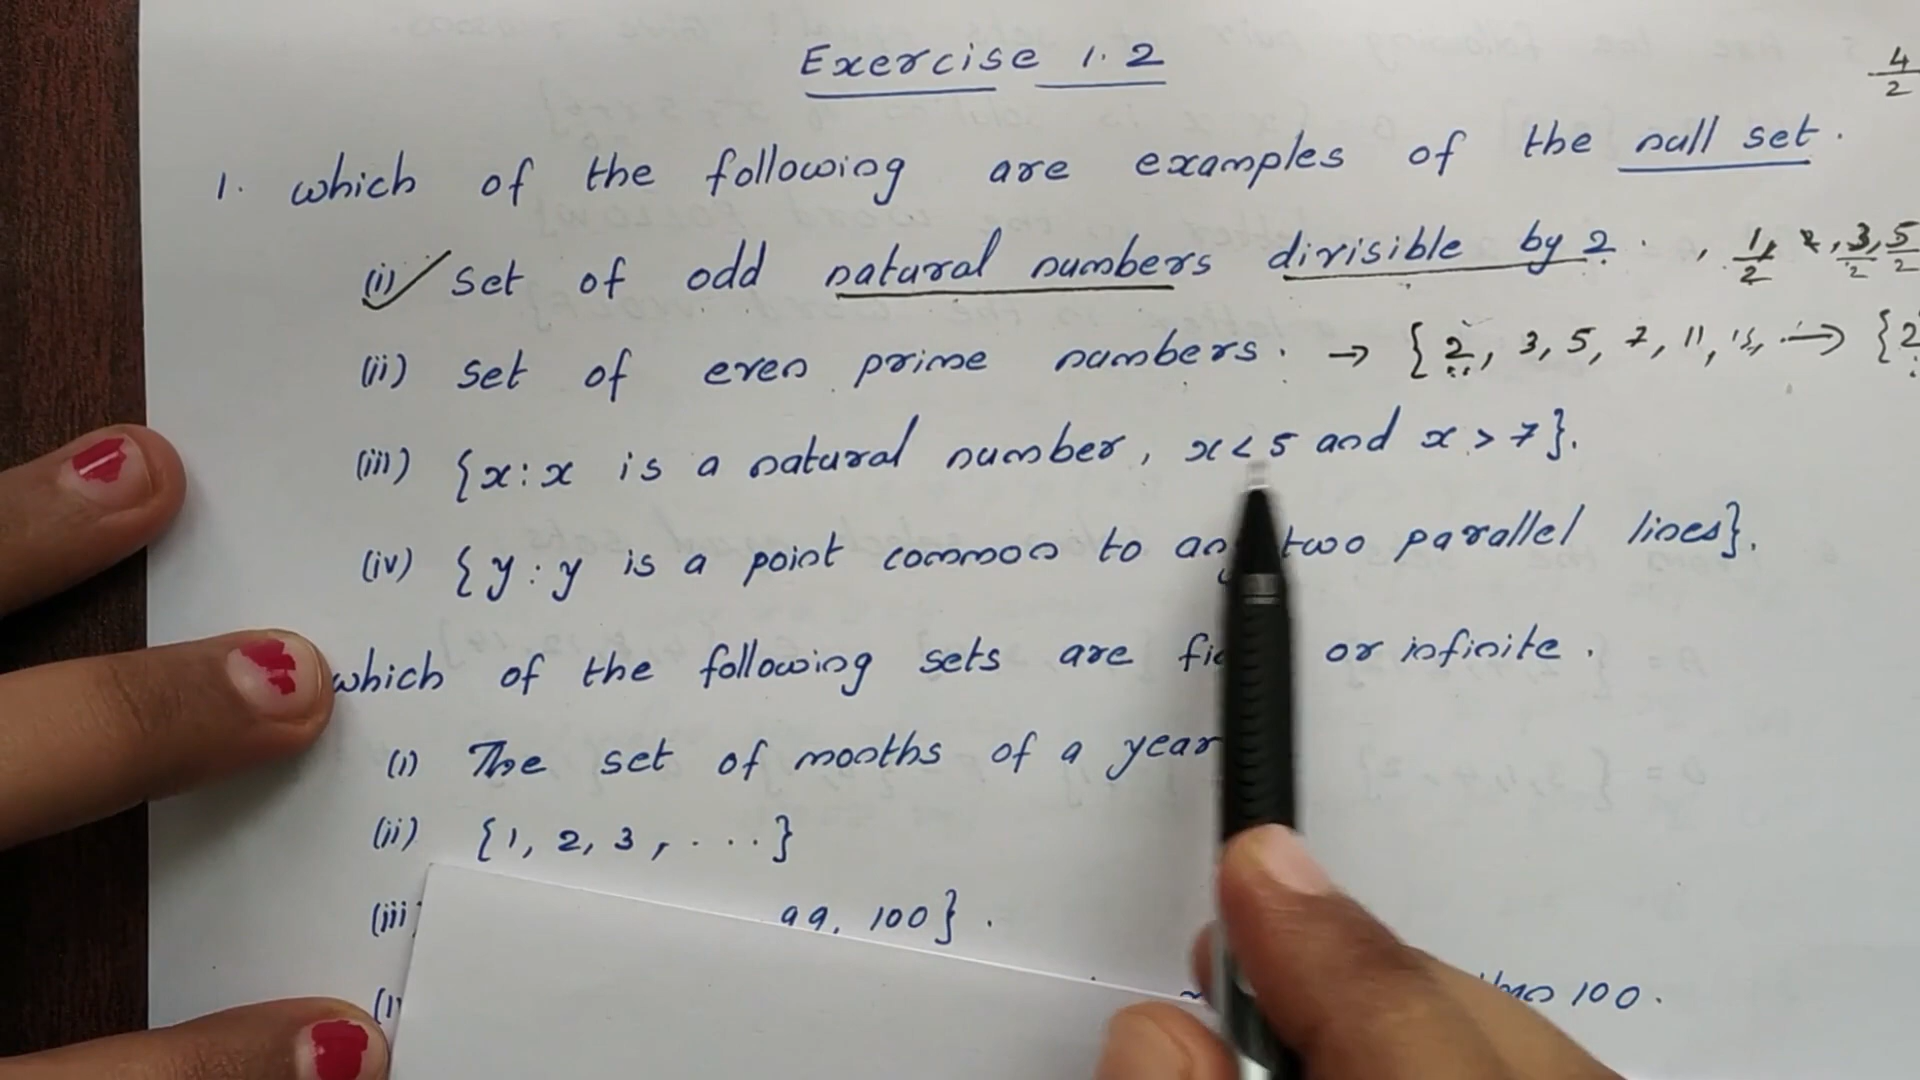 Exercise 1.2
4/2
1. which of the following are examples of the null set.
(i) ✓ set of odd natural numbers divisible by 2. , 1/2, 3/2, 5/2
(ii) set of even prime numbers. → { 2, 3, 5, 7, 11, 13, → { 2
(iii) {x : x is a natural number, x < 5 and x > 7}.
(iv) {y : y is a point common to any two parallel lines}.
which of the following sets are or infinite.
(i) The set of months of a year
(ii) {1, 2, 3, ....}
(iii) 99, 100}.
100.